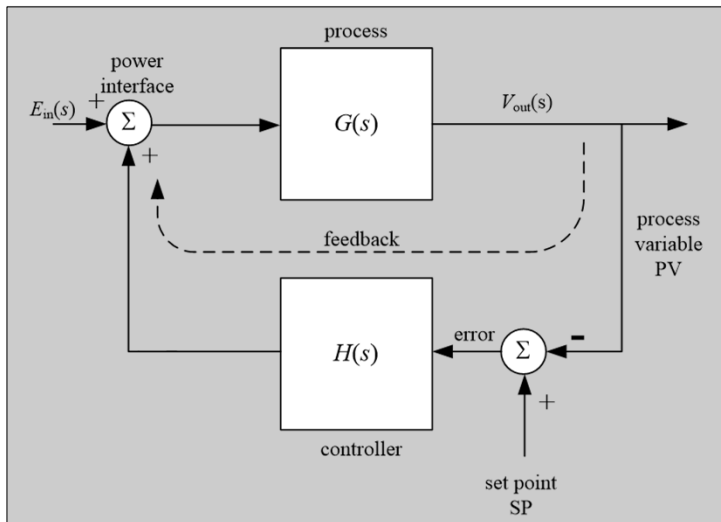 process
power
interface
E_in(s)
+
Σ
+
G(s)
V_out(s)
feedback
process
variable
PV
H(s)
error
Σ
-
+
controller
set point
SP